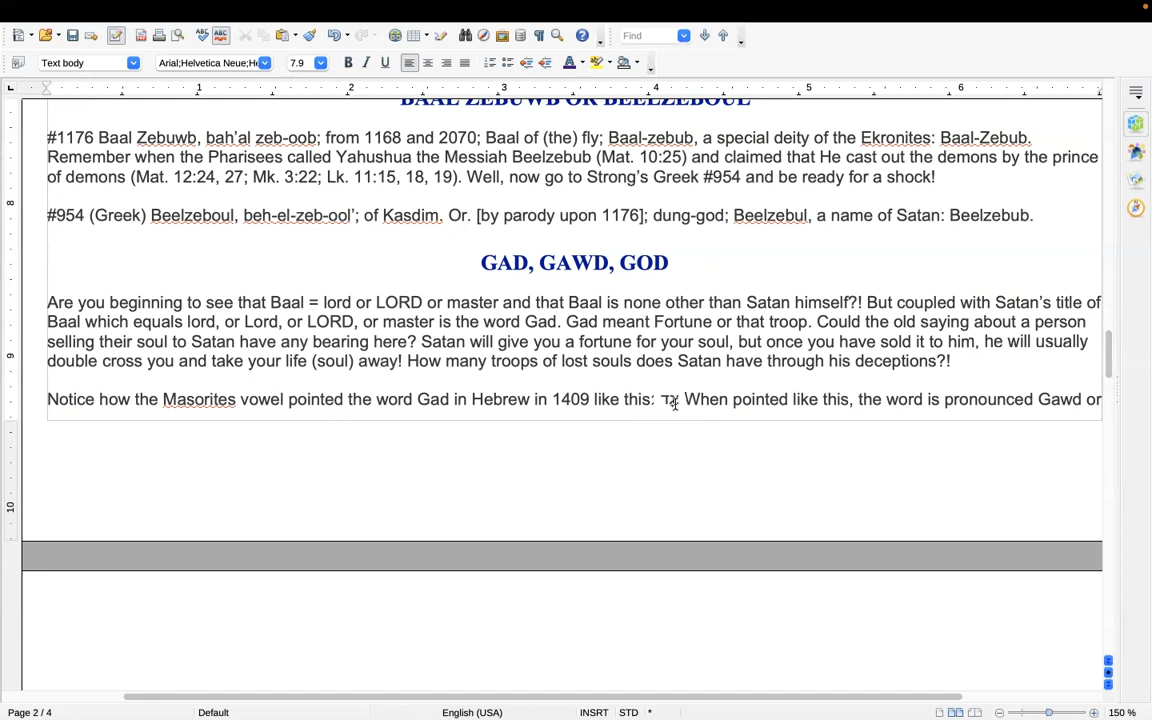 Find
Text body
Arial;Helvetica Neue;He
7.9
1 2 3 4 5 6
BAAL ZEBUWB OR BEELZEBOUL
#1176 Baal Zebuwb, bah'al zeb-oob; from 1168 and 2070; Baal of (the) fly; Baal-zebub, a special deity of the Ekronites: Baal-Zebub.
Remember when the Pharisees called Yahushua the Messiah Beelzebub (Mat. 10:25) and claimed that He cast out the demons by the prince
of demons (Mat. 12:24, 27; Mk. 3:22; Lk. 11:15, 18, 19). Well, now go to Strong's Greek #954 and be ready for a shock!
#954 (Greek) Beelzeboul, beh-el-zeb-ool'; of Kasdim. Or. [by parody upon 1176]; dung-god; Beelzebul, a name of Satan: Beelzebub.
GAD, GAWD, GOD
Are you beginning to see that Baal = lord or LORD or master and that Baal is none other than Satan himself?! But coupled with Satan's title of
Baal which equals lord, or Lord, or LORD, or master is the word Gad. Gad meant Fortune or that troop. Could the old saying about a person
selling their soul to Satan have any bearing here? Satan will give you a fortune for your soul, but once you have sold it to him, he will usually
double cross you and take your life (soul) away! How many troops of lost souls does Satan have through his deceptions?!
Notice how the Masorites vowel pointed the word Gad in Hebrew in 1409 like this: When pointed like this, the word is pronounced Gawd or
8
9
10
Page 2 / 4 Default English (USA) INSRT STD * 150 %